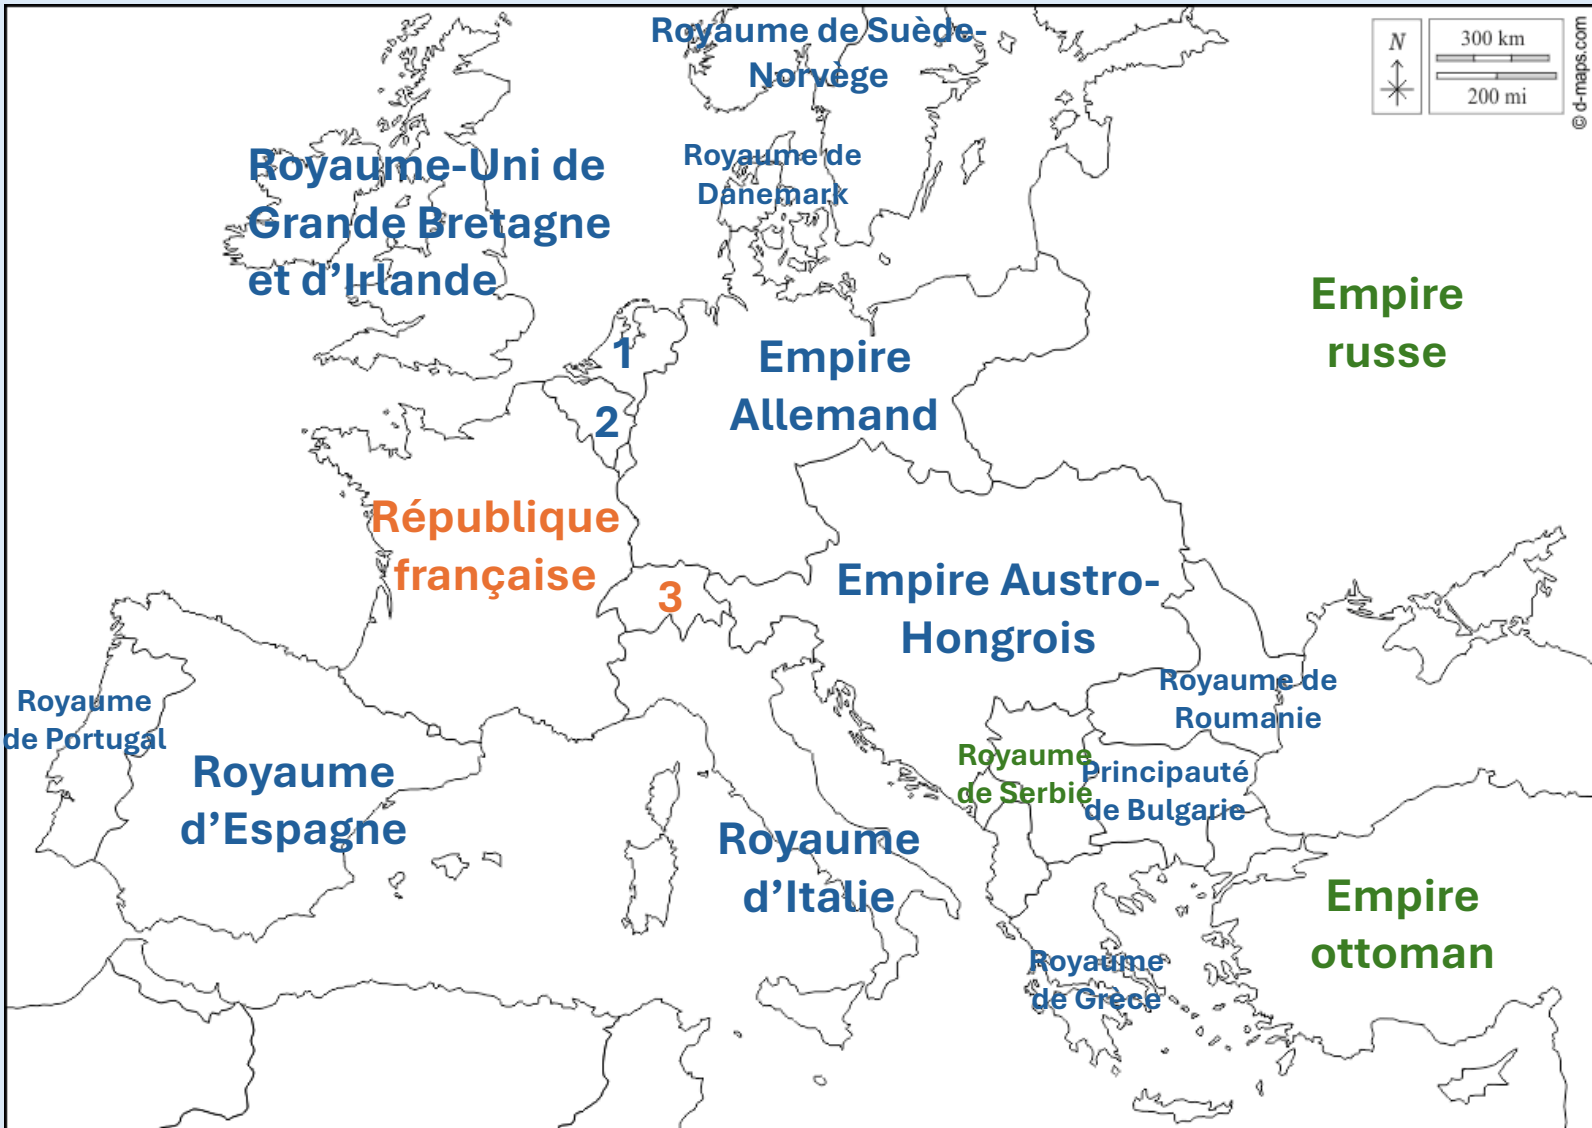 Royaume de Suède-
Norvège
N
300 km
200 mi
© d-maps.com
Royaume-Uni de
Grande Bretagne
et d’Irlande
Royaume de
Danemark
Empire
russe
1
Empire
Allemand
2
République
française
3
Empire Austro-
Hongrois
Royaume
de Portugal
Royaume
d’Espagne
Royaume de
Roumanie
Royaume
de Serbie
Principauté
de Bulgarie
Royaume
d’Italie
Empire
ottoman
Royaume
de Grèce